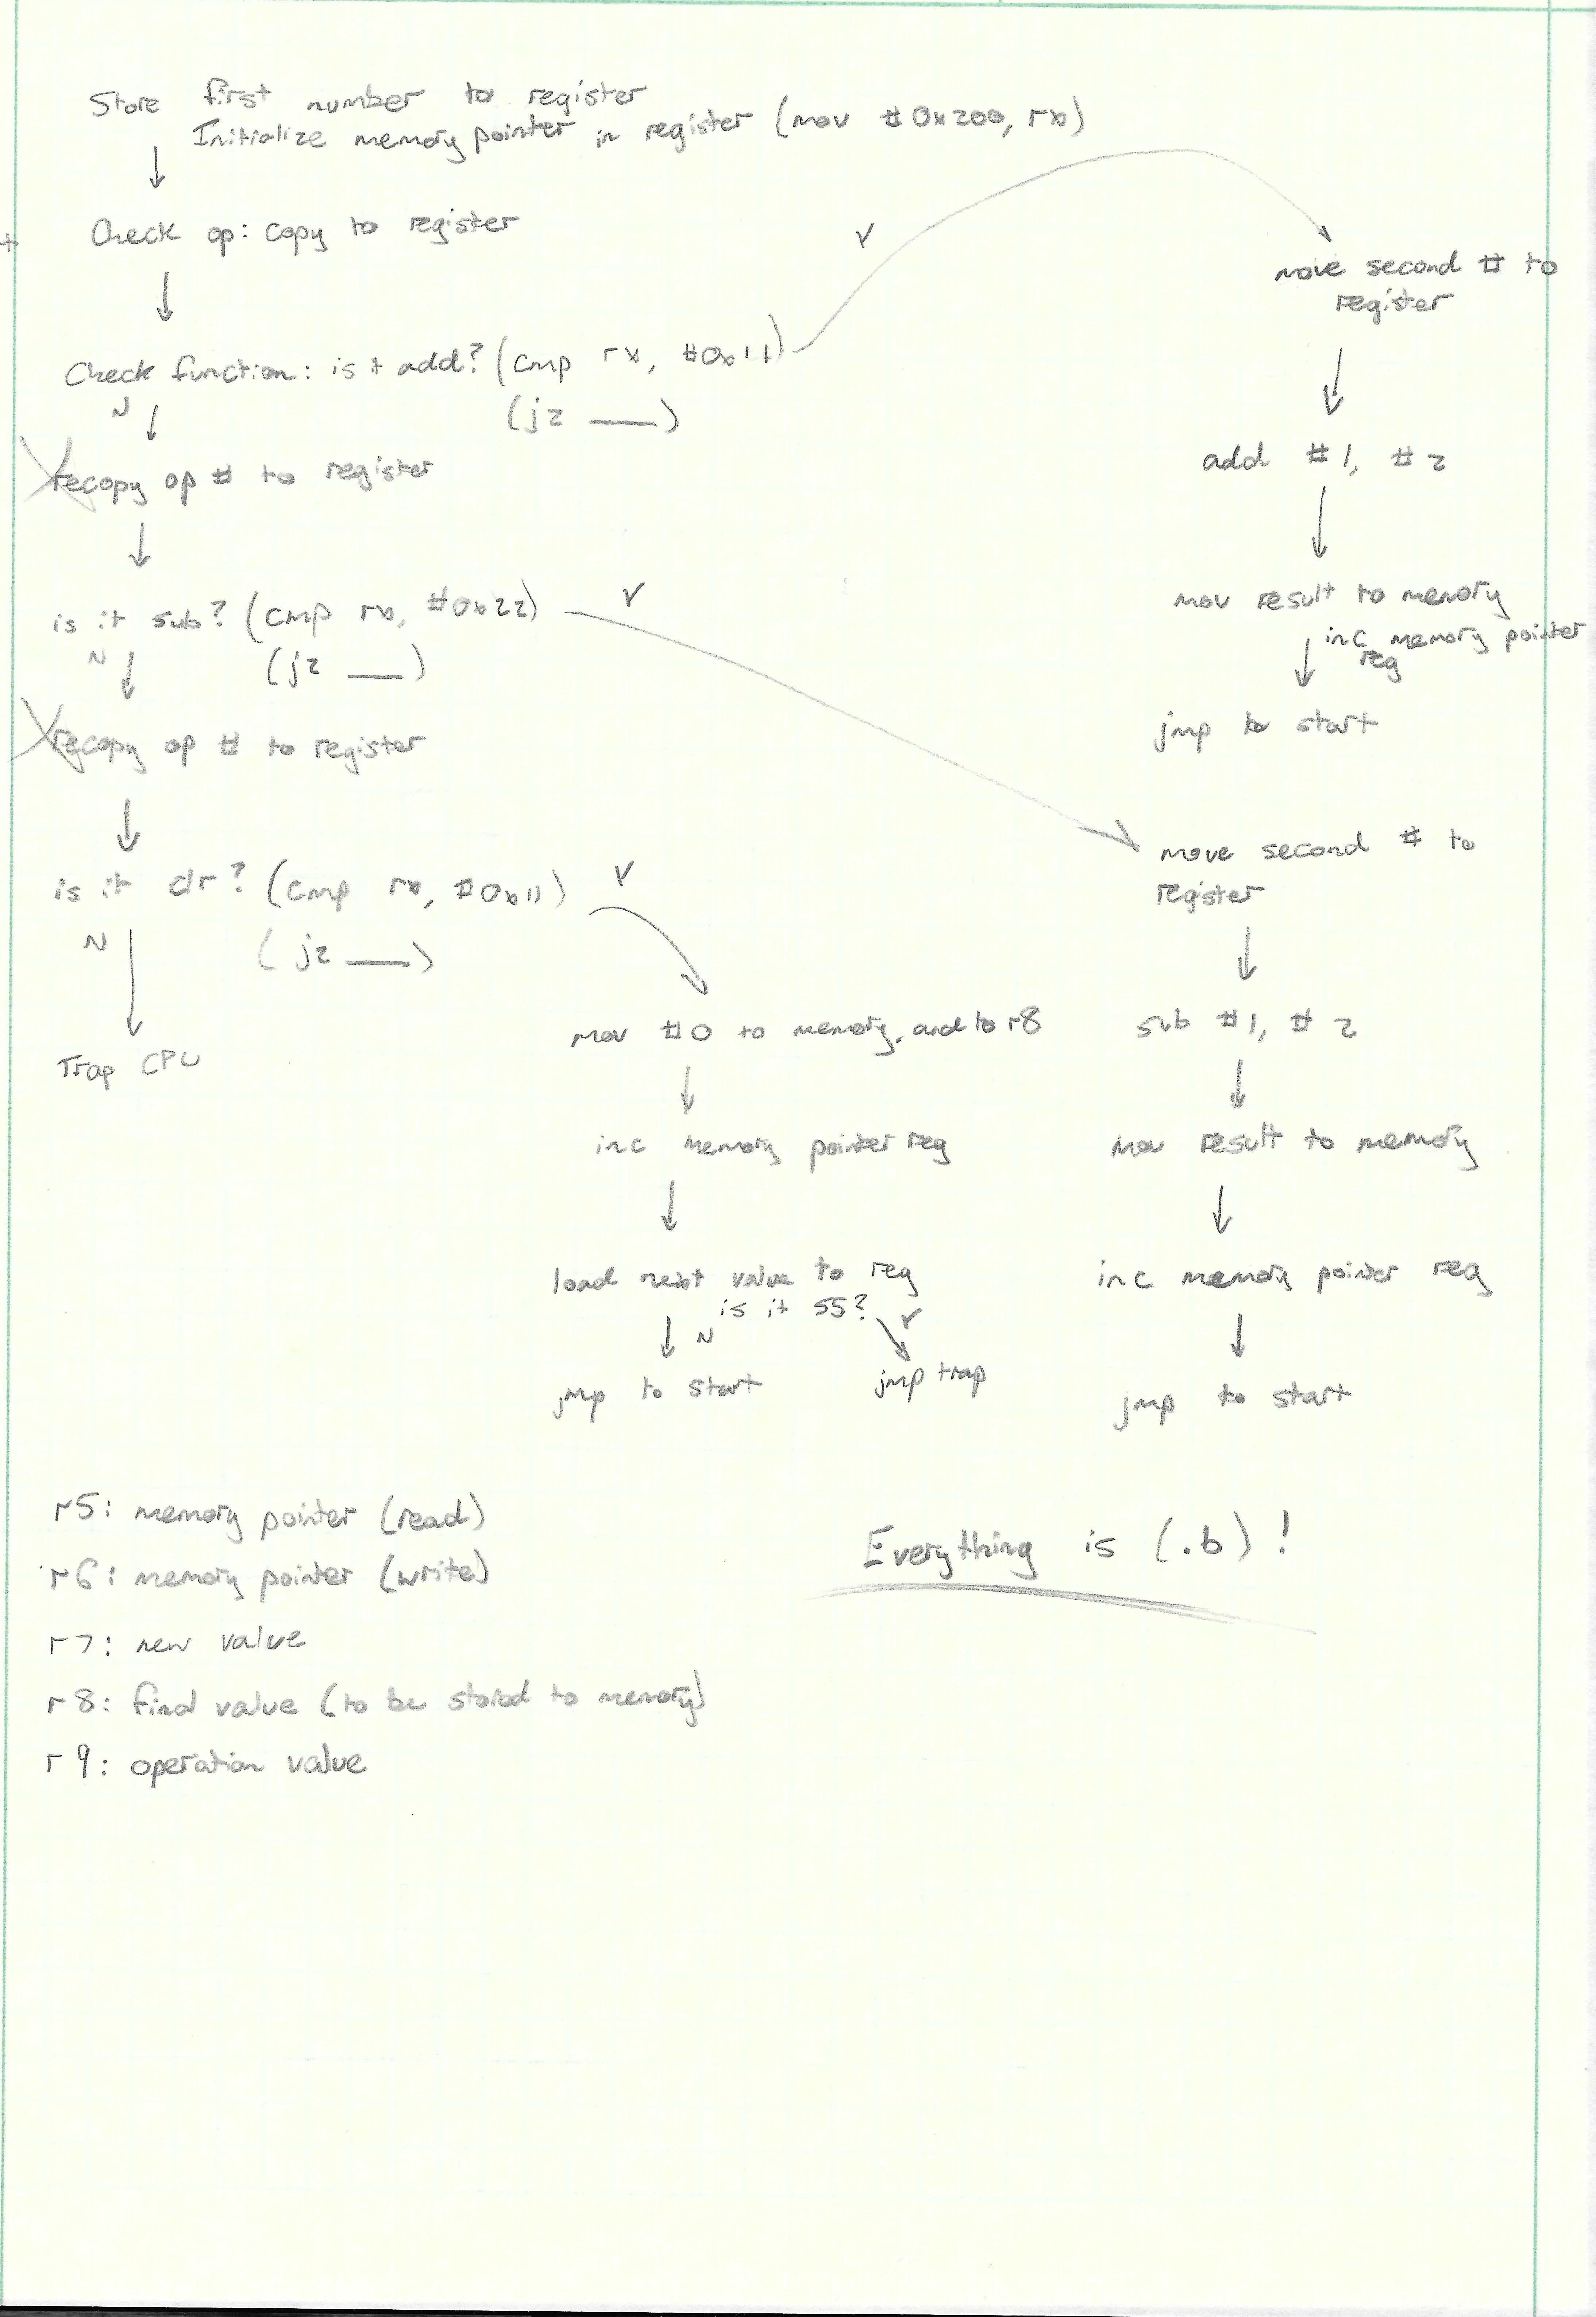 Store first number to register
Initialize memory pointer in register (mov #0x200, rx)
Check op: copy to register
Check function: is it add? (cmp rx, #0x11)
Y
N
(jz ___)
recopy op # to register
is it sub? (cmp rx, #0x22)
Y
N
(jz ___)
recopy op # to register
is it clr? (cmp rx, #0x11)
Y
N
(jz ___)
Trap CPU
mov #0 to memory, and to r8
inc memory pointer reg
load next value to reg
is it 55?
N
Y
jmp to start
jmp trap
move second # to
register
add #1, #2
mov result to memory
inc memory pointer
reg
jmp to start
move second # to
register
sub #1, #2
mov result to memory
inc memory pointer reg
jmp to start
r5: memory pointer (read)
r6: memory pointer (write)
r7: new value
r8: final value (to be stored to memory)
r9: operation value
Everything is (.b)!